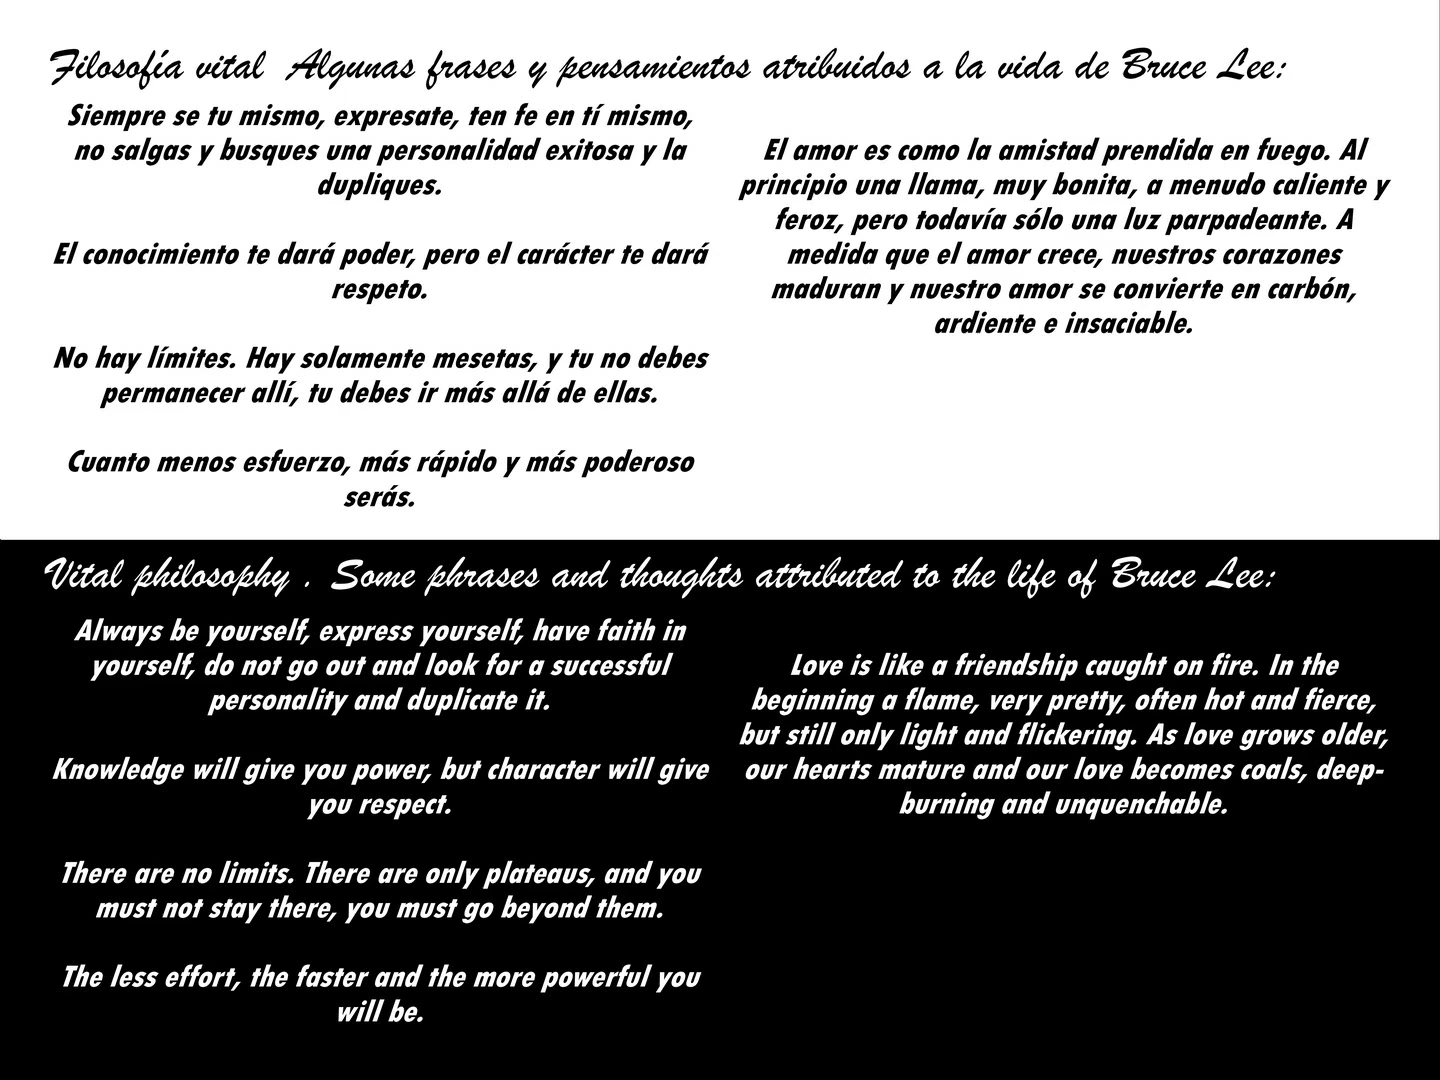 Filosofía vital  Algunas frases y pensamientos atribuidos a la vida de Bruce Lee:
Siempre se tu mismo, expresate, ten fe en tí mismo,
no salgas y busques una personalidad exitosa y la
dupliques.
El conocimiento te dará poder, pero el carácter te dará
respeto.
No hay límites. Hay solamente mesetas, y tu no debes
permanecer allí, tu debes ir más allá de ellas.
Cuanto menos esfuerzo, más rápido y más poderoso
serás.
El amor es como la amistad prendida en fuego. Al
principio una llama, muy bonita, a menudo caliente y
feroz, pero todavía sólo una luz parpadeante. A
medida que el amor crece, nuestros corazones
maduran y nuestro amor se convierte en carbón,
ardiente e insaciable.
Vital philosophy . Some phrases and thoughts attributed to the life of Bruce Lee:
Always be yourself, express yourself, have faith in
yourself, do not go out and look for a successful
personality and duplicate it.
Knowledge will give you power, but character will give
you respect.
There are no limits. There are only plateaus, and you
must not stay there, you must go beyond them.
The less effort, the faster and the more powerful you
will be.
Love is like a friendship caught on fire. In the
beginning a flame, very pretty, often hot and fierce,
but still only light and flickering. As love grows older,
our hearts mature and our love becomes coals, deep-
burning and unquenchable.